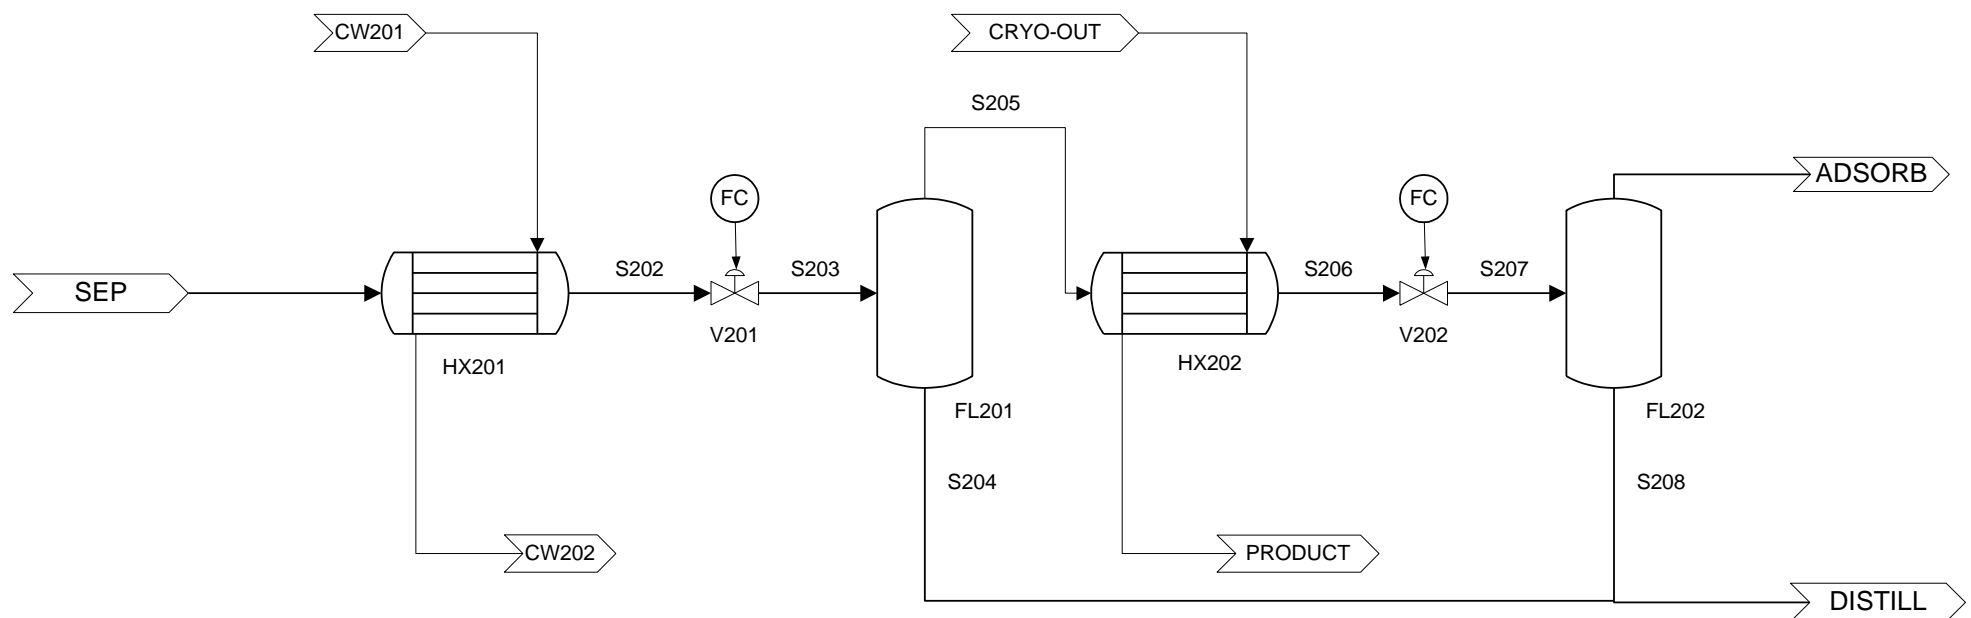 CW201
CRYO-OUT
S205
ADSORB
FC
FC
SEP
S202
S203
S206
S207
V201
V202
HX201
HX202
FL201
FL202
S204
S208
CW202
PRODUCT
DISTILL